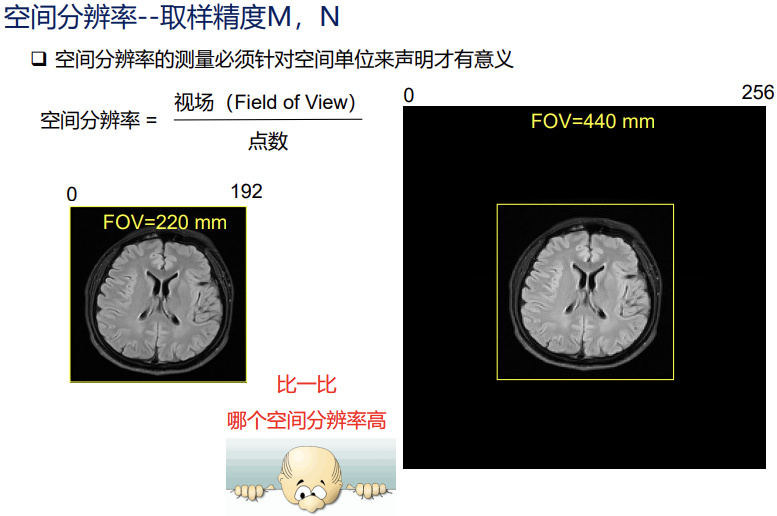 空间分辨率--取样精度M，N
空间分辨率的测量必须针对空间单位来声明才有意义
空间分辨率 =
视场（Field of View）
点数
0
192
FOV=220 mm
0
256
FOV=440 mm
比一比
哪个空间分辨率高